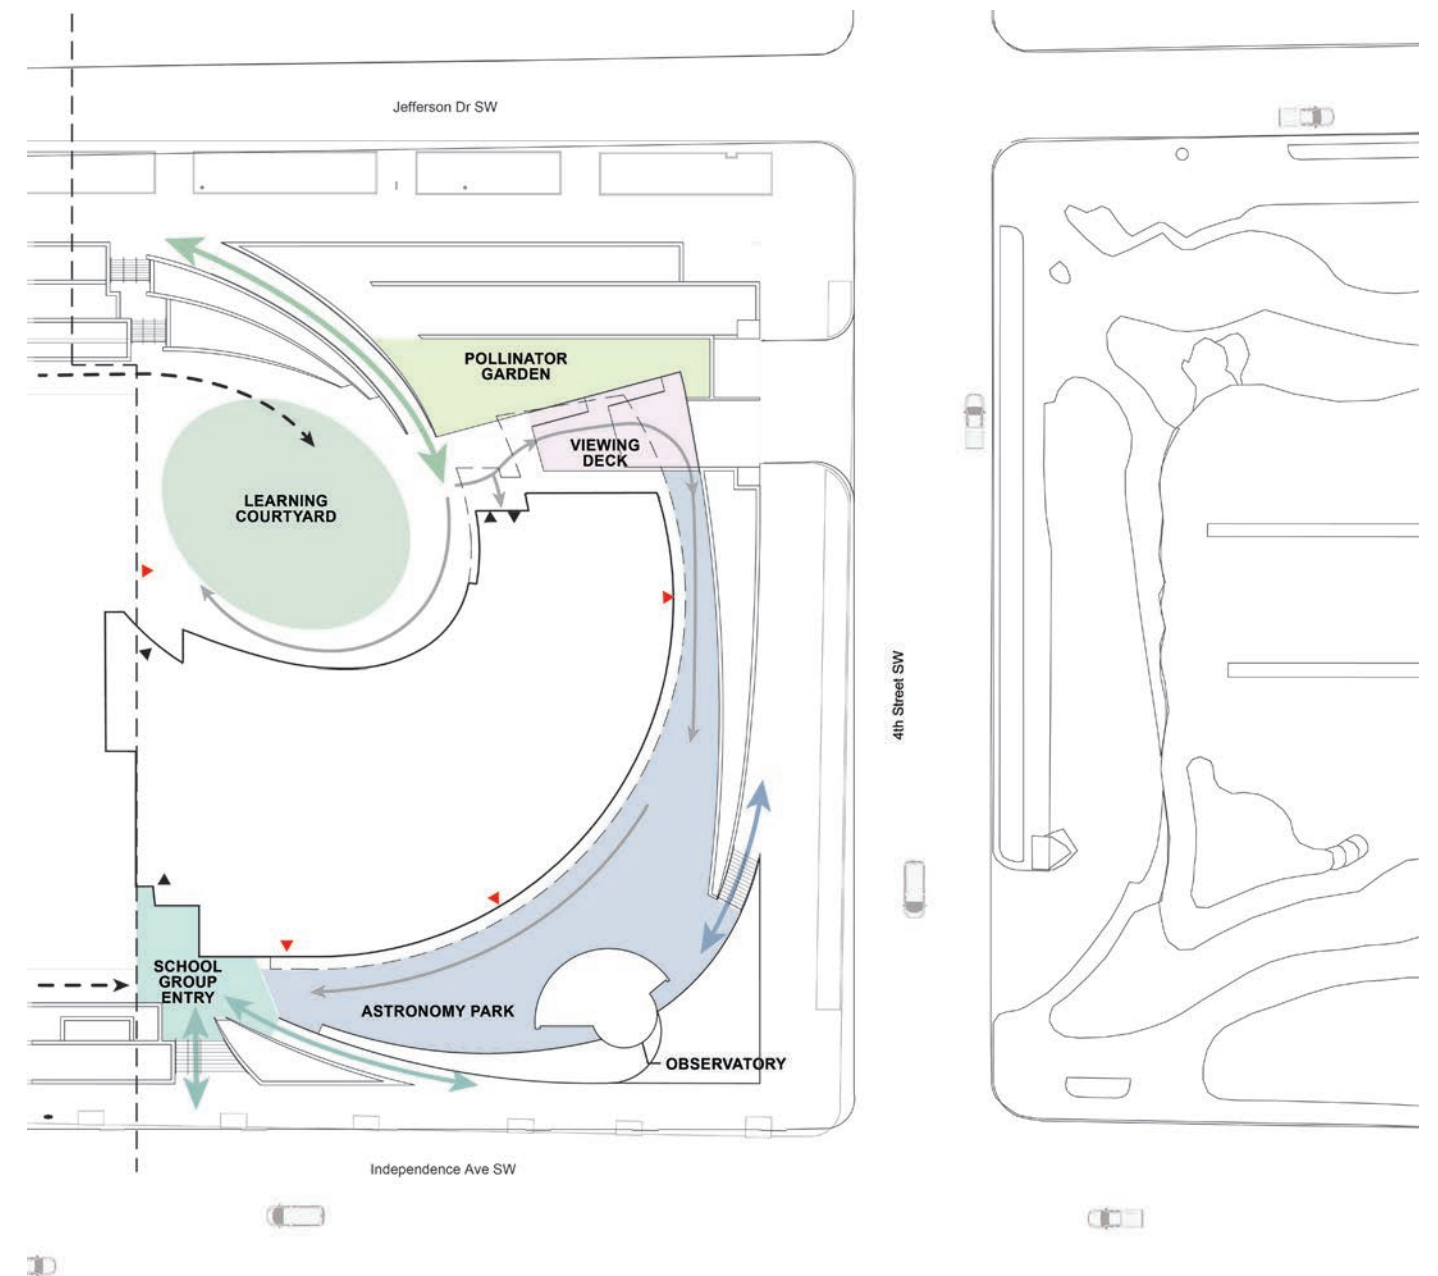 Jefferson Dr SW
POLLINATOR
GARDEN
VIEWING
DECK
LEARNING
COURTYARD
4th Street SW
SCHOOL
GROUP
ENTRY
ASTRONOMY PARK
OBSERVATORY
Independence Ave SW